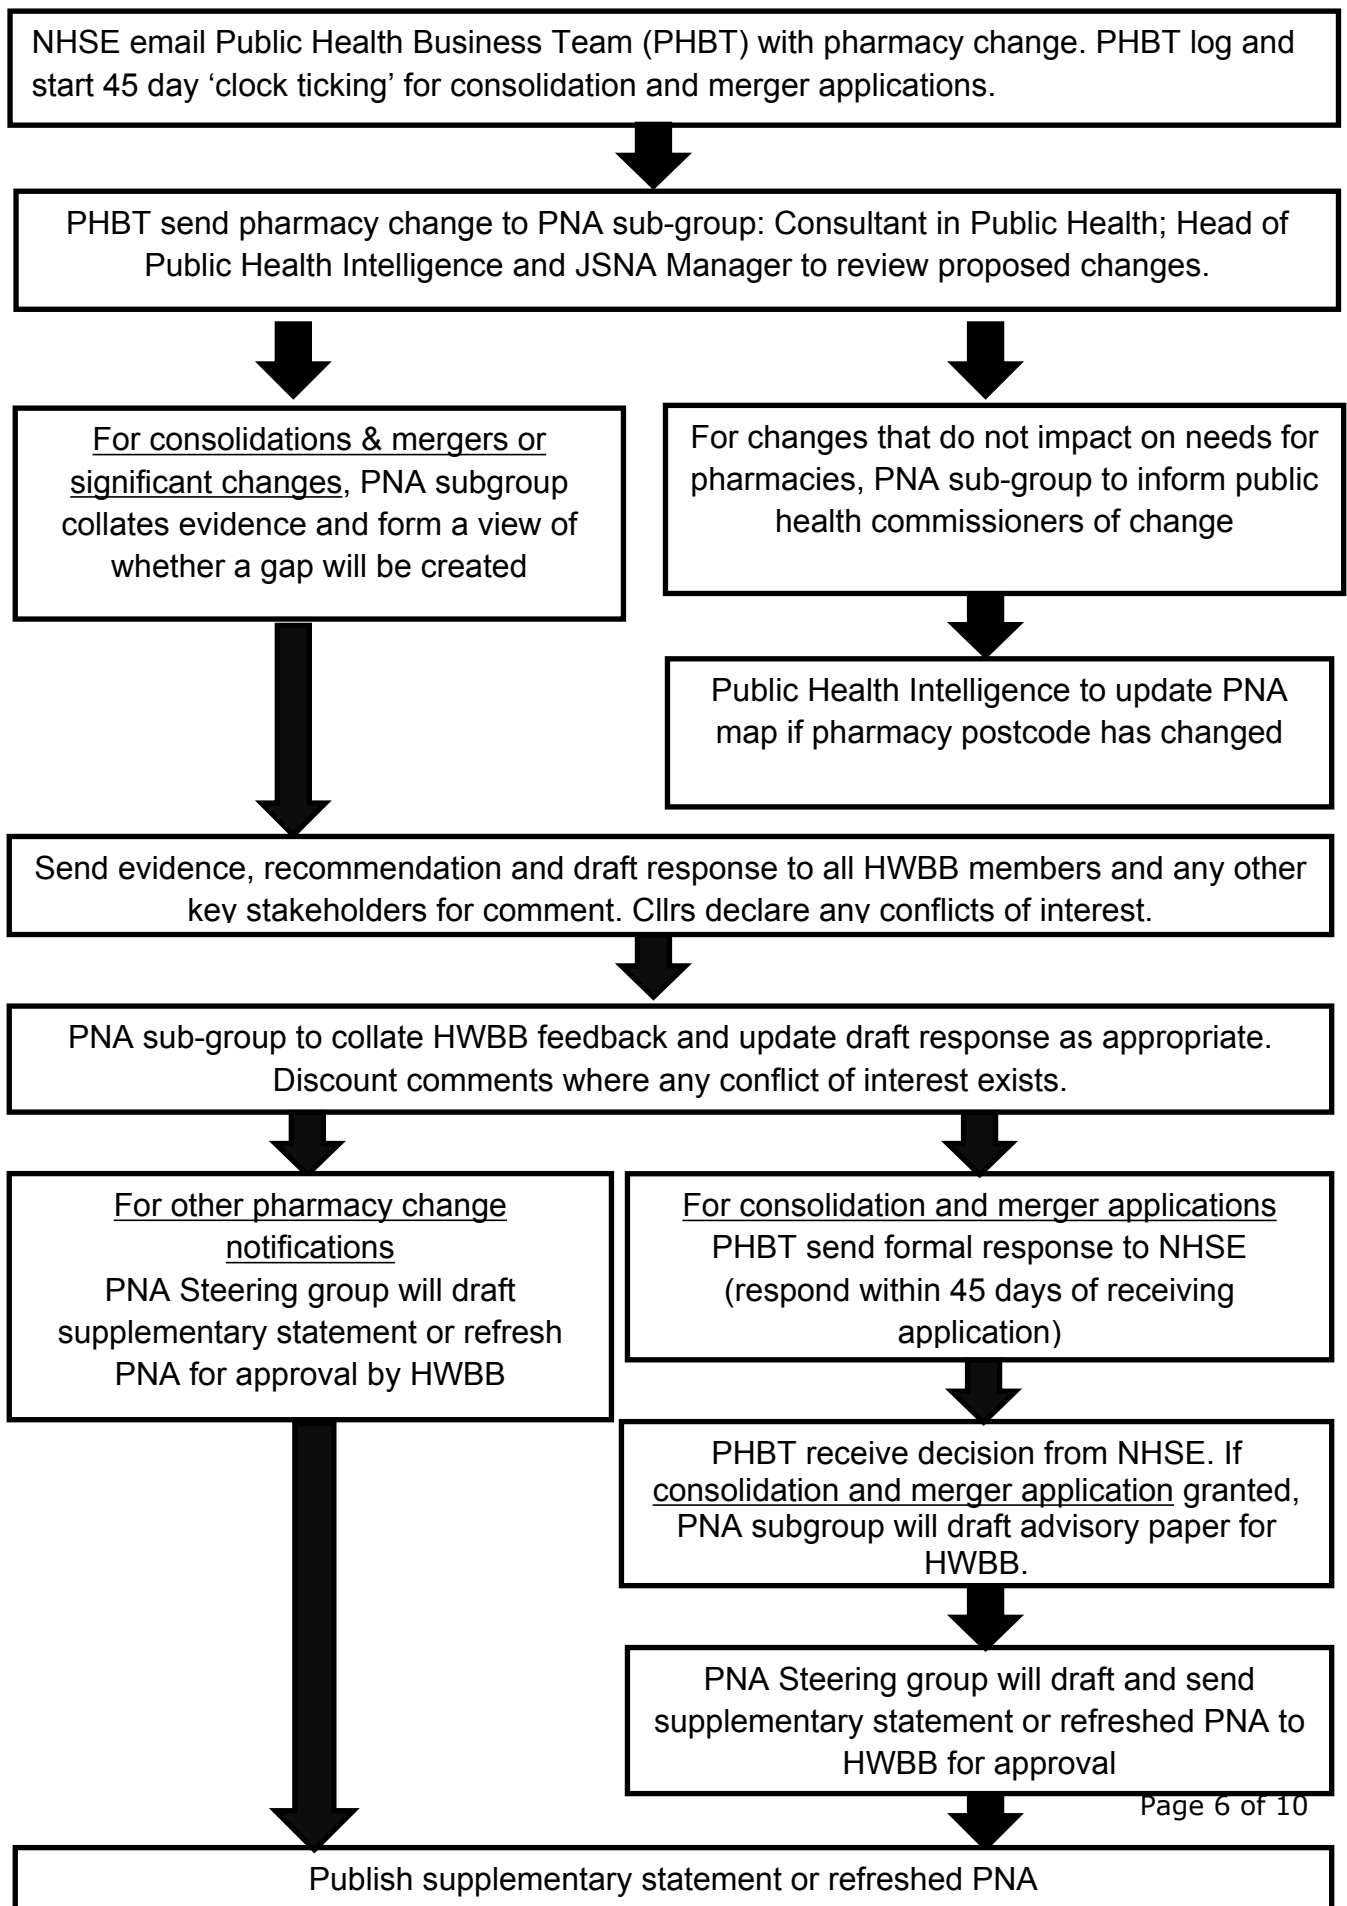 NHSE email Public Health Business Team (PHBT) with pharmacy change. PHBT log and
start 45 day ‘clock ticking’ for consolidation and merger applications.
PHBT send pharmacy change to PNA sub-group: Consultant in Public Health; Head of
Public Health Intelligence and JSNA Manager to review proposed changes.
For consolidations & mergers or
significant changes, PNA subgroup
collates evidence and form a view of
whether a gap will be created
For changes that do not impact on needs for
pharmacies, PNA sub-group to inform public
health commissioners of change
Public Health Intelligence to update PNA
map if pharmacy postcode has changed
Send evidence, recommendation and draft response to all HWBB members and any other
key stakeholders for comment. Cllrs declare any conflicts of interest.
PNA sub-group to collate HWBB feedback and update draft response as appropriate.
Discount comments where any conflict of interest exists.
For other pharmacy change
notifications
PNA Steering group will draft
supplementary statement or refresh
PNA for approval by HWBB
For consolidation and merger applications
PHBT send formal response to NHSE
(respond within 45 days of receiving
application)
PHBT receive decision from NHSE. If
consolidation and merger application granted,
PNA subgroup will draft advisory paper for
HWBB.
PNA Steering group will draft and send
supplementary statement or refreshed PNA to
HWBB for approval
Page 6 of 10
Publish supplementary statement or refreshed PNA